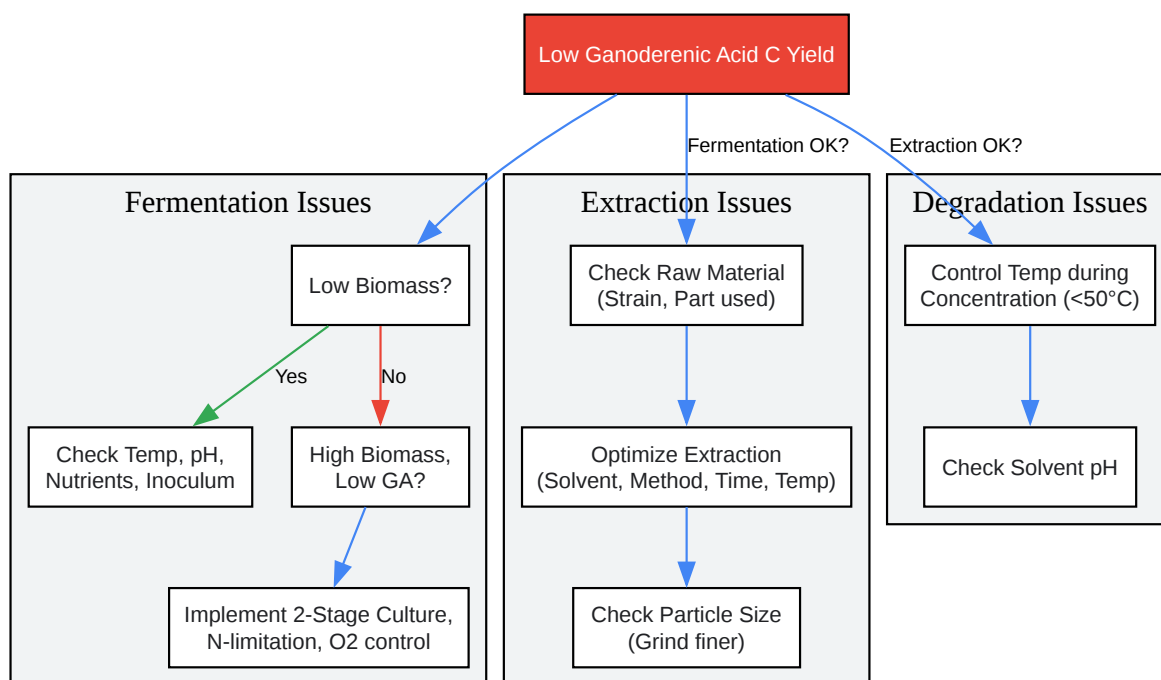 Low Ganoderenic Acid C Yield
Fermentation OK?
Extraction OK?
Fermentation Issues
Extraction Issues
Degradation Issues
Low Biomass?
Check Raw Material
(Strain, Part used)
Control Temp during
Concentration (<50°C)
Yes
No
Check Temp, pH,
Nutrients, Inoculum
High Biomass,
Low GA?
Optimize Extraction
(Solvent, Method, Time, Temp)
Check Solvent pH
Implement 2-Stage Culture,
N-limitation, O2 control
Check Particle Size
(Grind finer)